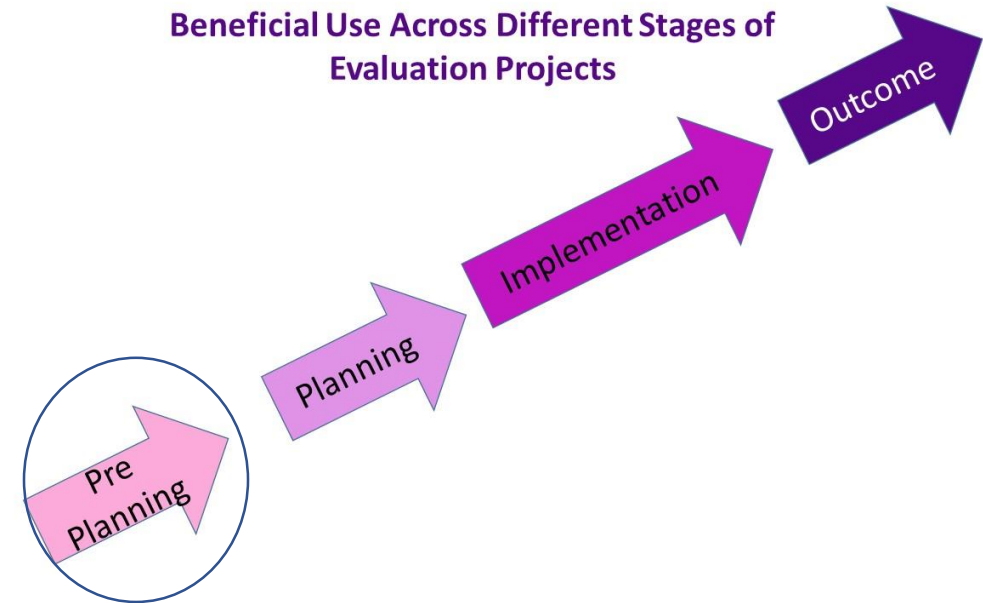 Beneficial Use Across Different Stages of
Evaluation Projects
Outcome
Implementation
Planning
Pre
Planning